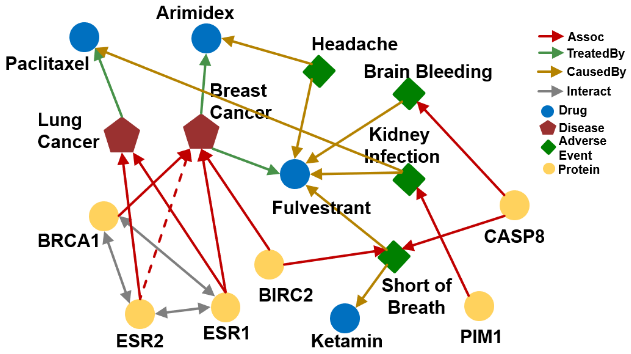 Arimidex
Paclitaxel
Headache
Brain Bleeding
Breast
Cancer
Lung
Cancer
Kidney
Infection
Fulvestrant
BRCA1
CASP8
BIRC2
Short of
Breath
ESR2
ESR1
Ketamin
PIM1
Assoc
TreatedBy
CausedBy
Interact
Drug
Disease
Adverse
Event
Protein